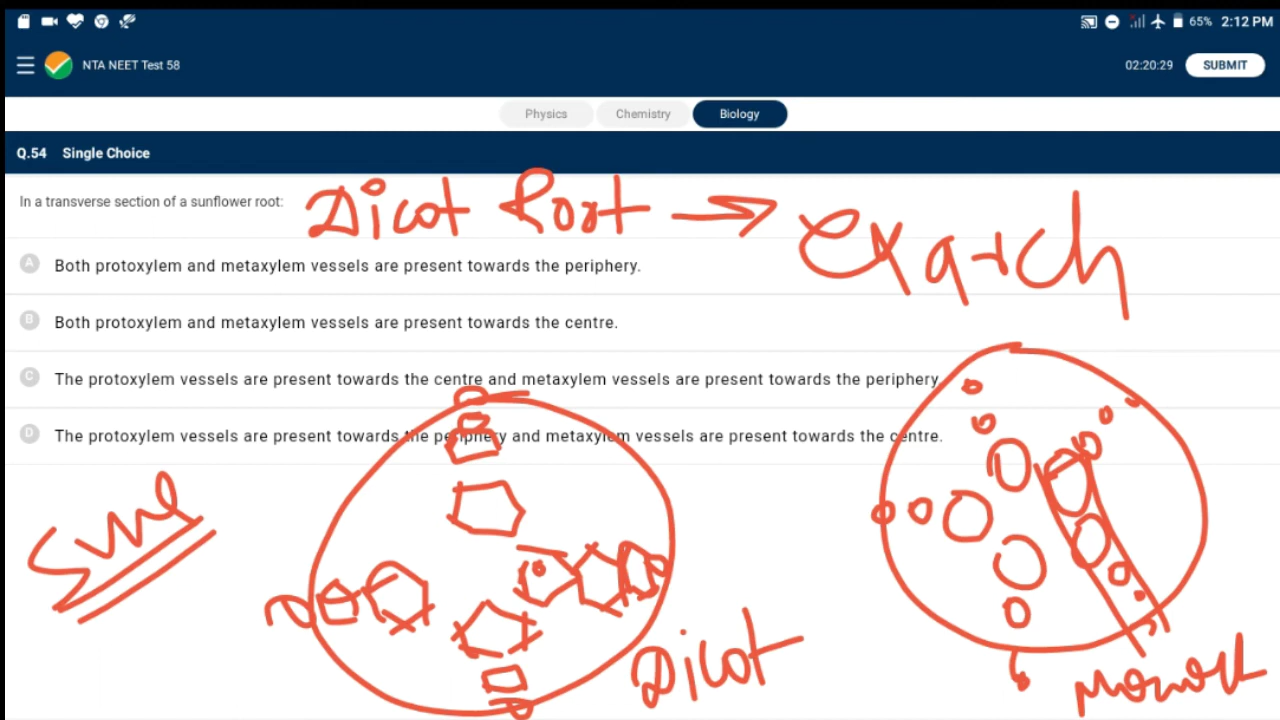 65% 2:12 PM
NTA NEET Test 58
02:20:29 SUBMIT
Physics Chemistry Biology
Q.54 Single Choice
In a transverse section of a sunflower root:
Dicot Root → exarch
A Both protoxylem and metaxylem vessels are present towards the periphery.
B Both protoxylem and metaxylem vessels are present towards the centre.
C The protoxylem vessels are present towards the centre and metaxylem vessels are present towards the periphery.
D The protoxylem vessels are present towards the periphery and metaxylem vessels are present towards the centre.
Dicot